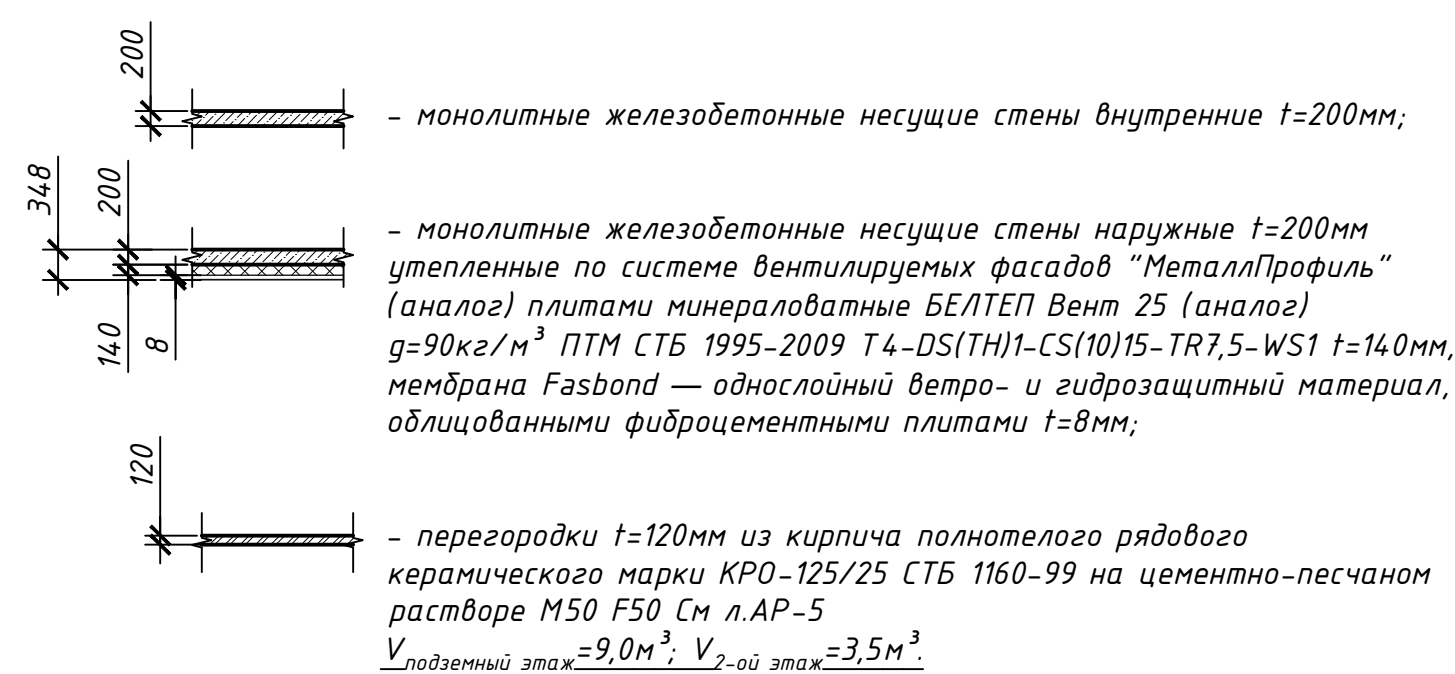 200
- монолитные железобетонные несущие стены внутренние t=200мм;
348
200
140
8
- монолитные железобетонные несущие стены наружные t=200мм
утепленные по системе вентилируемых фасадов "МеталлПрофиль"
(аналог) плитами минераловатные БЕЛТЕП Вент 25 (аналог)
g=90кг/м³ ПТМ СТБ 1995-2009 Т4-DS(TH)1-CS(10)15-TR7,5-WS1 t=140мм,
мембрана Fasbond — однослойный ветро- и гидрозащитный материал,
облицованными фиброцементными плитами t=8мм;
120
- перегородки t=120мм из кирпича полнотелого рядового
керамического марки КРО-125/25 СТБ 1160-99 на цементно-песчаном
растворе М50 F50 См л.АР-5
V подземный этаж=9,0м³; V 2-ой этаж=3,5м³.